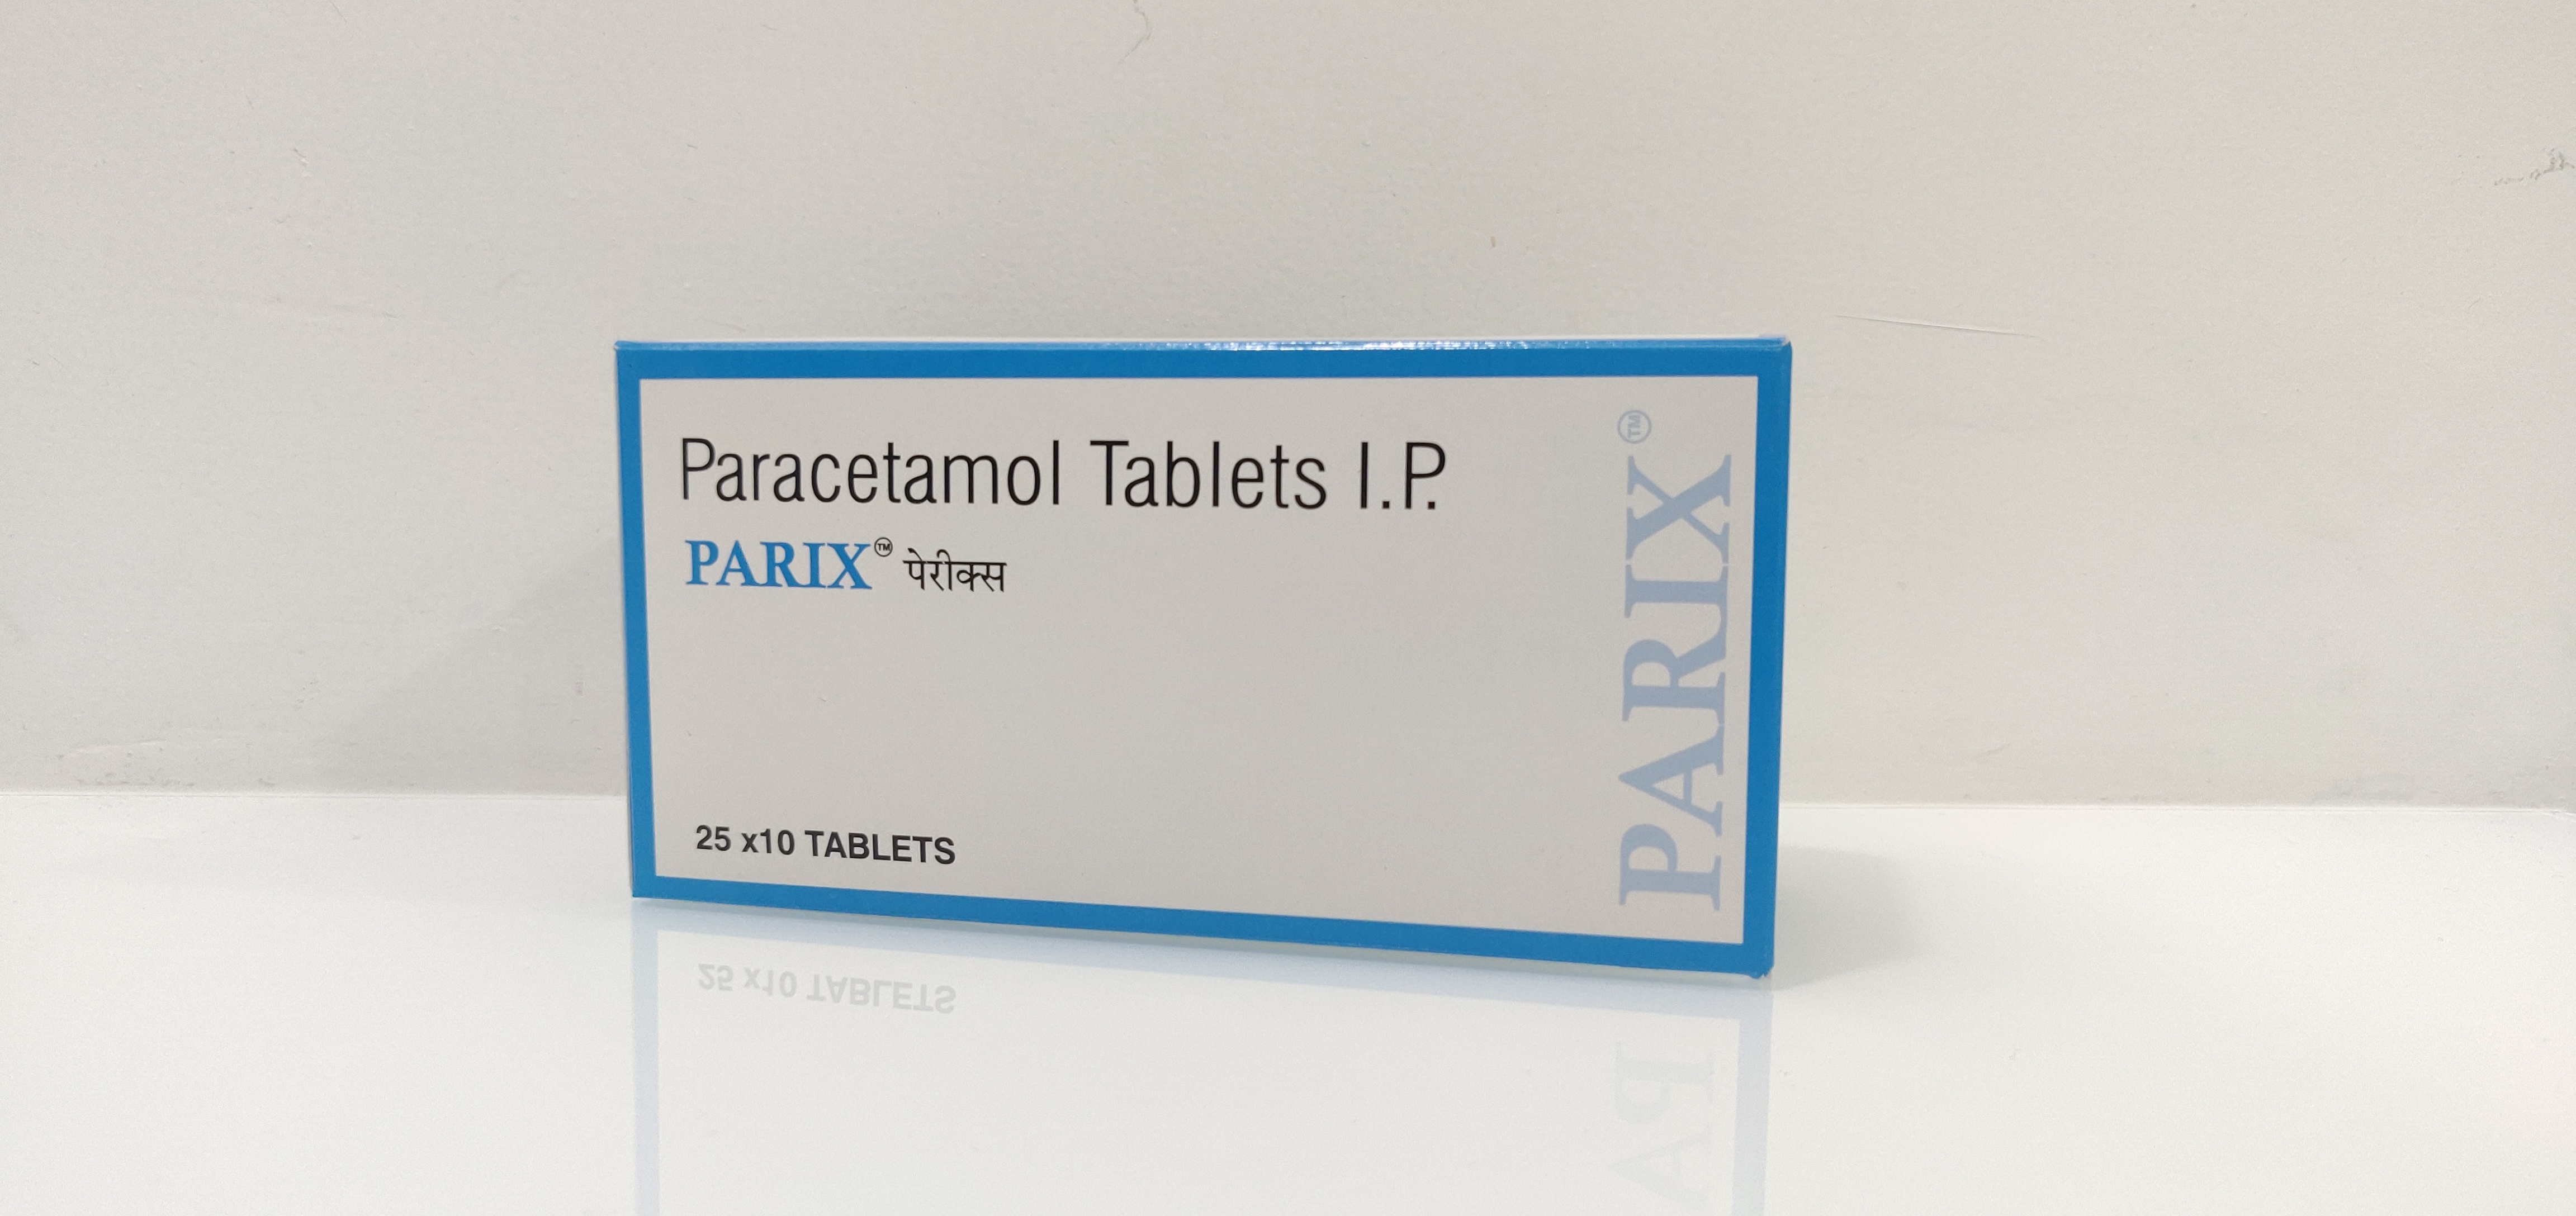 Paracetamol Tablets I.P.
PARIX™ पेरीक्स
25 x10 TABLETS
PARIX™